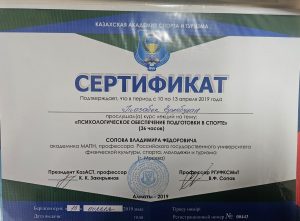 КАЗАХСКАЯ АКАДЕМИЯ СПОРТА И ТУРИЗМА
СЕРТИФИКАТ
Подтверждает, что в период с 10 по 13 апреля 2019 года
прослушал(а) курс лекций на тему:
«ПСИХОЛОГИЧЕСКОЕ ОБЕСПЕЧЕНИЕ ПОДГОТОВКИ В СПОРТЕ»
(36 часов)
СОПОВА ВЛАДИМИРА ФЕДОРОВИЧА,
академика МАПН, профессора Российского государственного университета
физической культуры, спорта, молодежи и туризма
(г. Москва)
Президент КазАСТ, профессор
К. К. Закирьянов
Профессор РГУФКСМиТ
В.Ф. Сопов
Алматы - 2019
2019